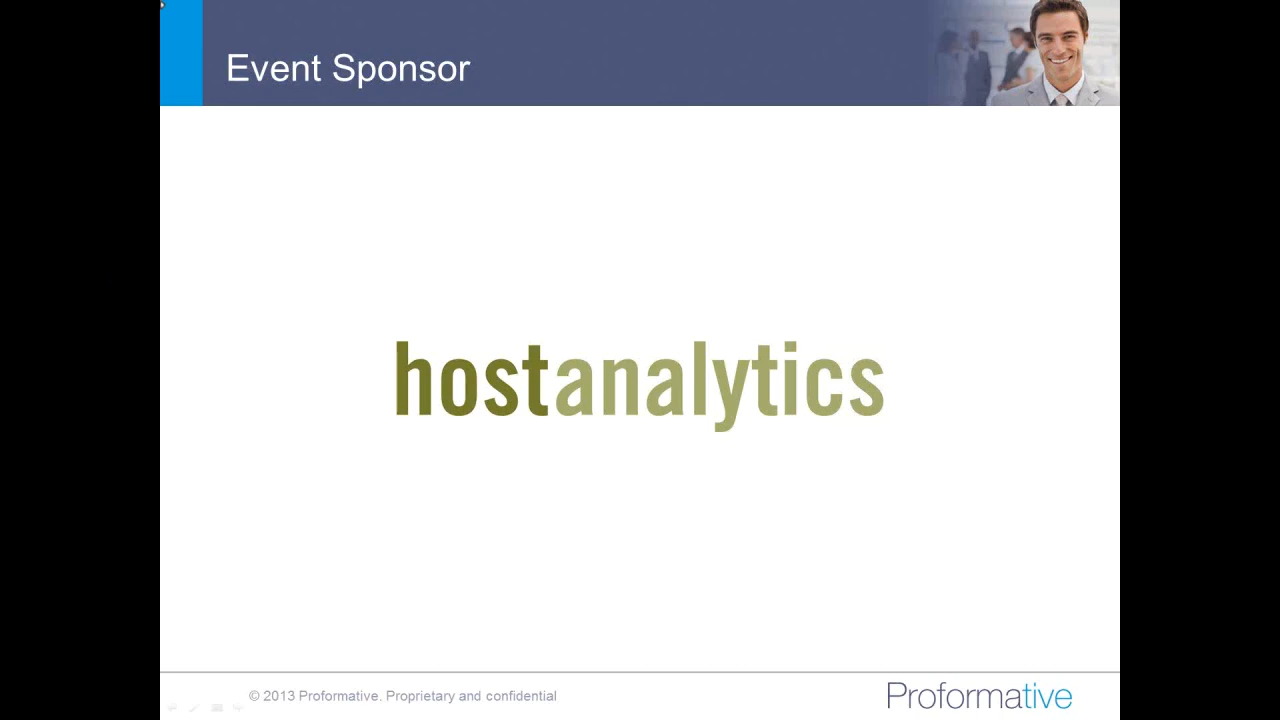 Event Sponsor
hostanalytics
© 2013 Proformative. Proprietary and confidential
Proformative